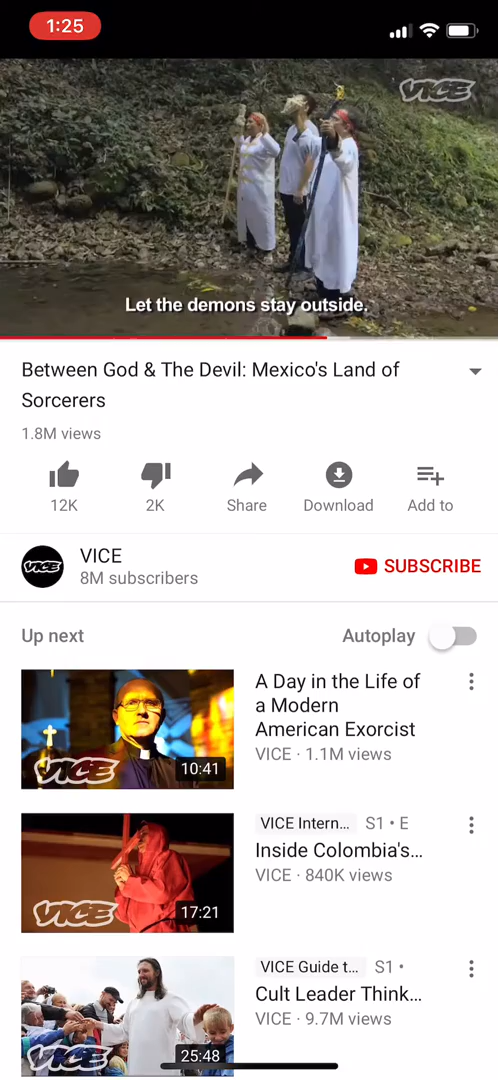 1:25
VICE
Let the demons stay outside.
Between God & The Devil: Mexico's Land of
Sorcerers
1.8M views
12K
2K
Share
Download
Add to
VICE
VICE
8M subscribers
SUBSCRIBE
Up next
Autoplay
VICE
10:41
A Day in the Life of
a Modern
American Exorcist
VICE · 1.1M views
VICE
17:21
VICE Intern...
S1 • E
Inside Colombia's...
VICE · 840K views
VICE
25:48
VICE Guide t...
S1 •
Cult Leader Think...
VICE · 9.7M views